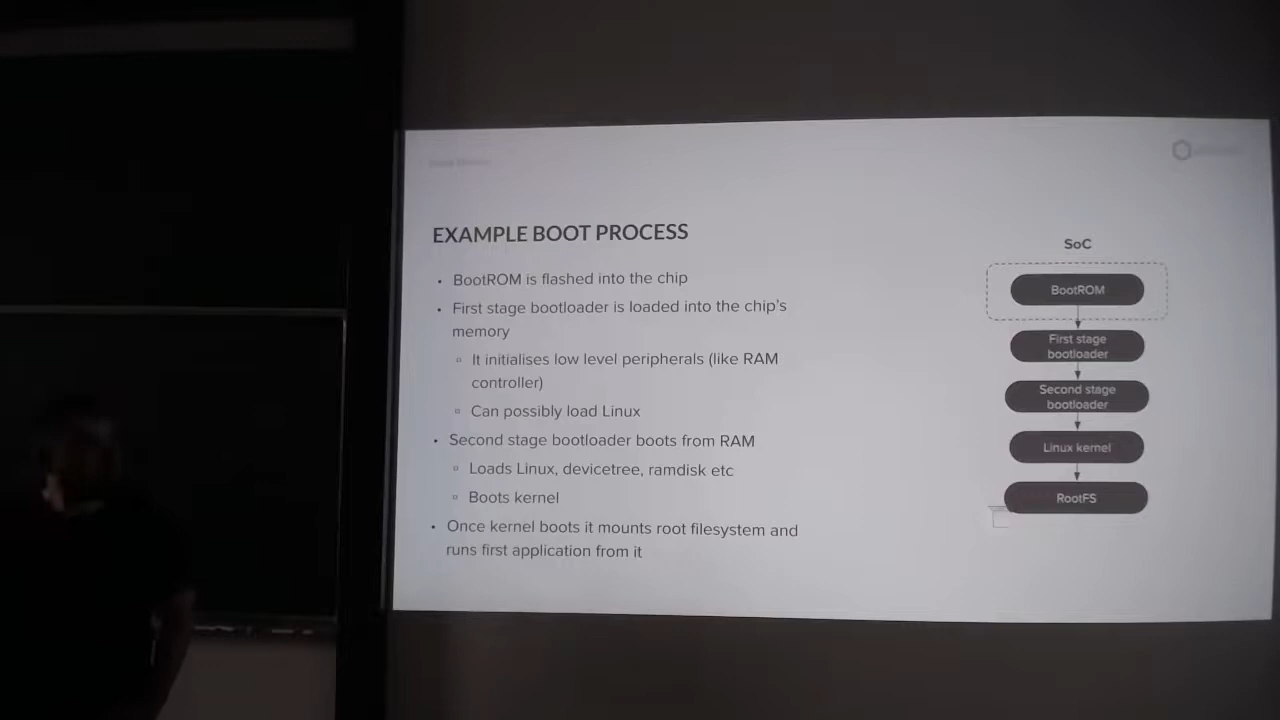 EXAMPLE BOOT PROCESS
• BootROM is flashed into the chip
• First stage bootloader is loaded into the chip's
memory
▫ It initialises low level peripherals (like RAM
controller)
▫ Can possibly load Linux
• Second stage bootloader boots from RAM
▫ Loads Linux, devicetree, ramdisk etc
▫ Boots kernel
• Once kernel boots it mounts root filesystem and
runs first application from it
SoC
BootROM
First stage
bootloader
Second stage
bootloader
Linux kernel
RootFS